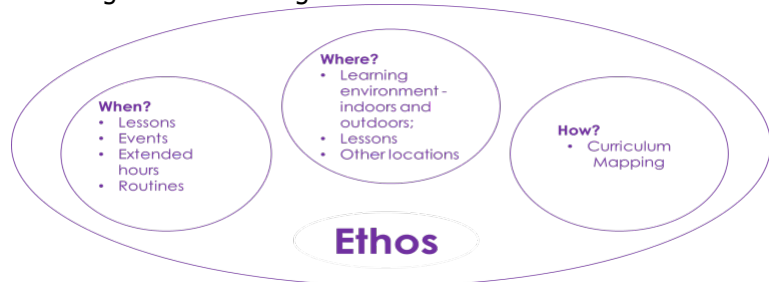 When?
• Lessons
• Events
• Extended
hours
• Routines
Where?
• Learning
environment -
indoors and
outdoors;
• Lessons
• Other locations
How?
• Curriculum
Mapping
Ethos